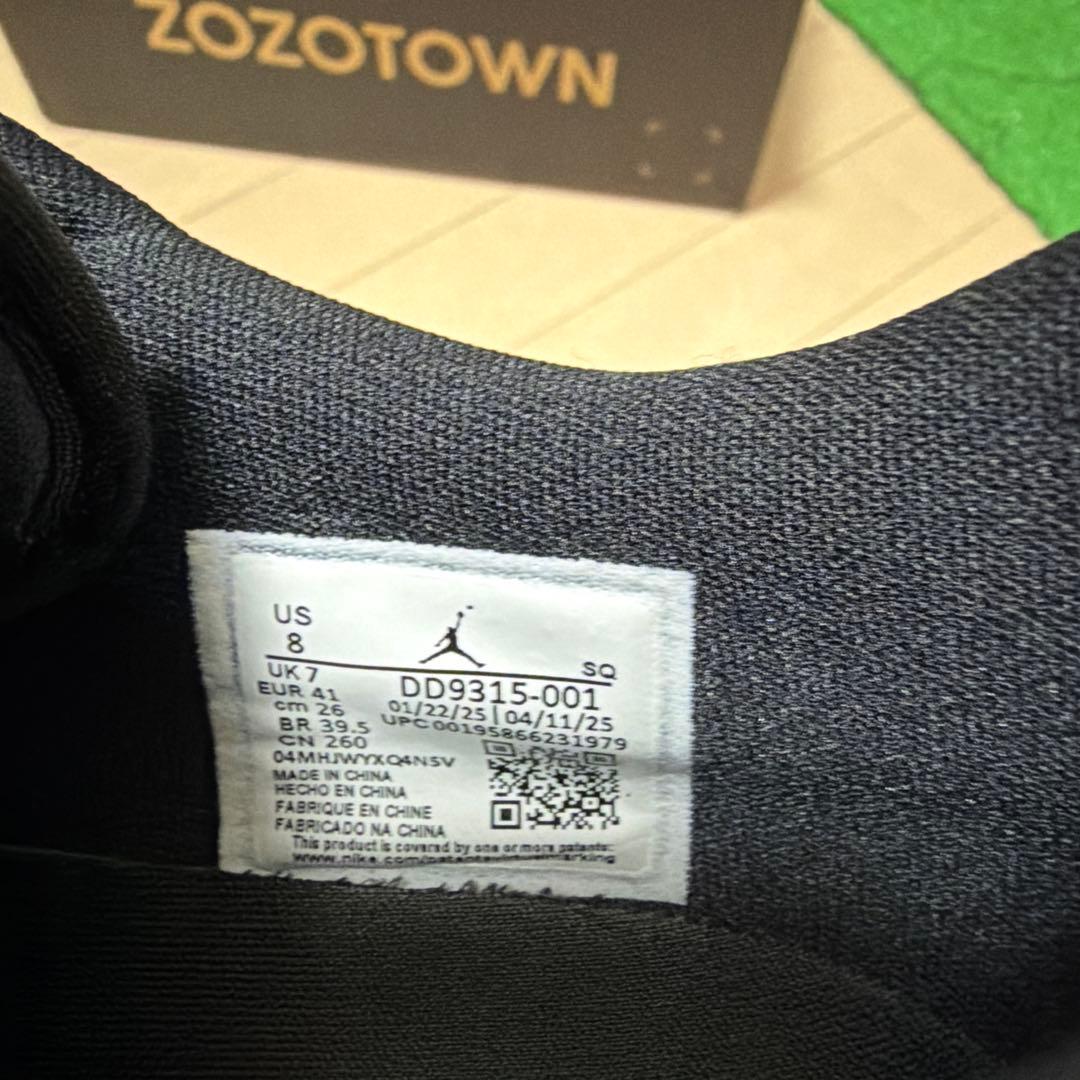 ZOZOTOWN
US
8
SQ
UK 7
DD9315-001
EUR 41
01/22/25 | 04/11/25
cm 26
UPC 00195866231979
BR 39.5
CN 260
04MHJWYXQ4N5V
MADE IN CHINA
HECHO EN CHINA
FABRIQUE EN CHINE
FABRICADO NA CHINA
This product is covered by one or more patents: